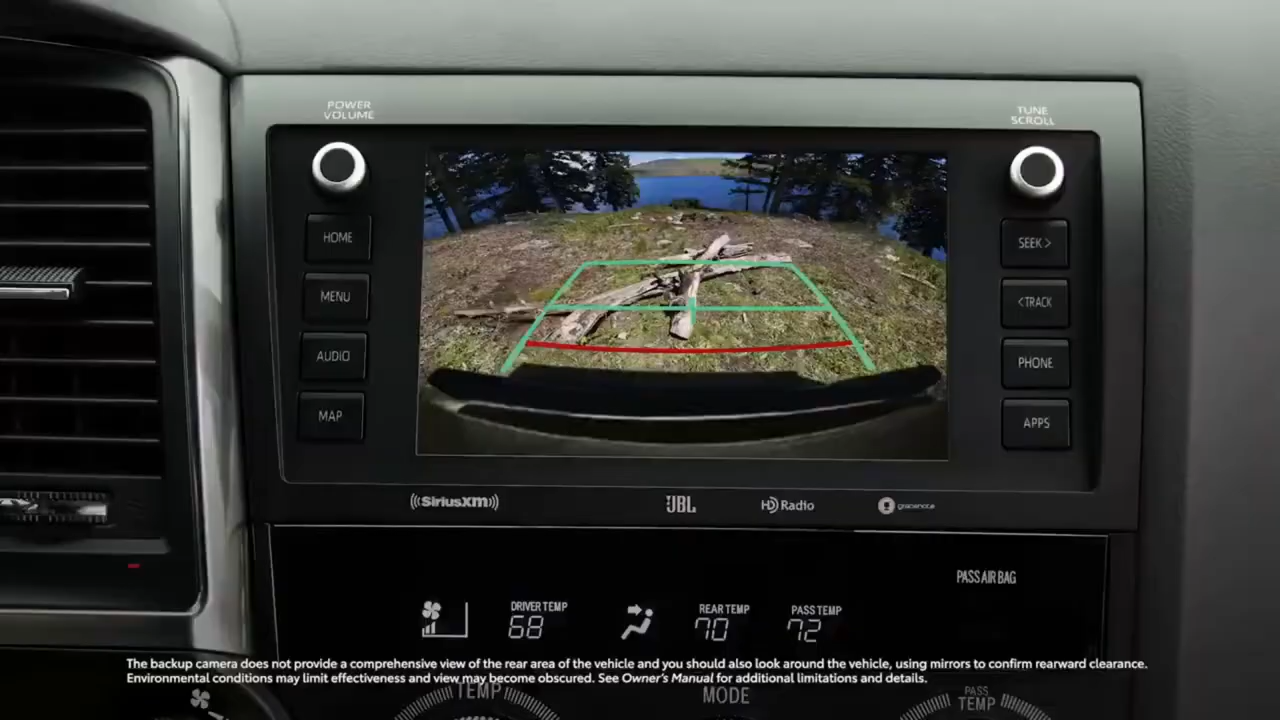 POWER
VOLUME
TUNE
SCROLL
HOME
SEEK >
MENU
< TRACK
AUDIO
PHONE
MAP
APPS
((SiriusXM))
JBL
HD Radio
gracenote
PASS AIR BAG
DRIVER TEMP
68
REAR TEMP
70
PASS TEMP
72
The backup camera does not provide a comprehensive view of the rear area of the vehicle and you should also look around the vehicle, using mirrors to confirm rearward clearance.
Environmental conditions may limit effectiveness and view may become obscured. See Owner's Manual for additional limitations and details.
TEMP
MODE
PASS
TEMP